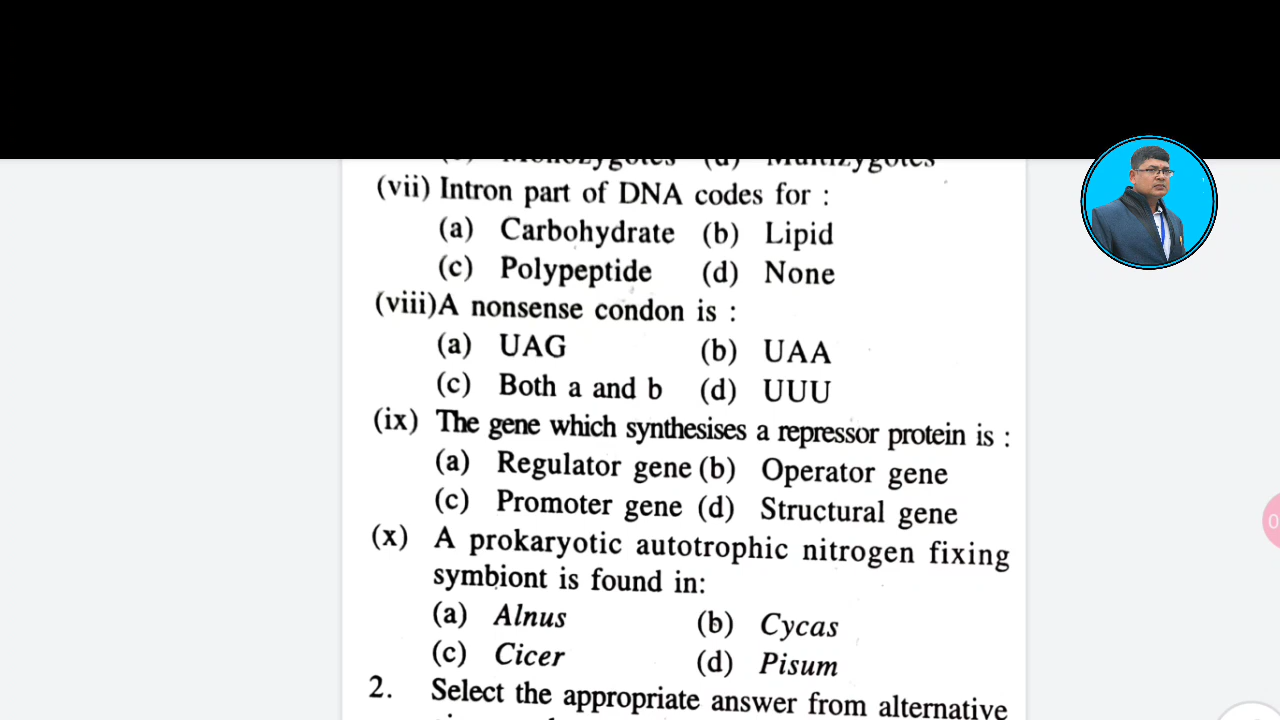 (vii) Intron part of DNA codes for :
(a) Carbohydrate (b) Lipid
(c) Polypeptide (d) None
(viii)A nonsense condon is :
(a) UAG (b) UAA
(c) Both a and b (d) UUU
(ix) The gene which synthesises a repressor protein is :
(a) Regulator gene (b) Operator gene
(c) Promoter gene (d) Structural gene
(x) A prokaryotic autotrophic nitrogen fixing
symbiont is found in:
(a) Alnus (b) Cycas
(c) Cicer (d) Pisum
2. Select the appropriate answer from alternative